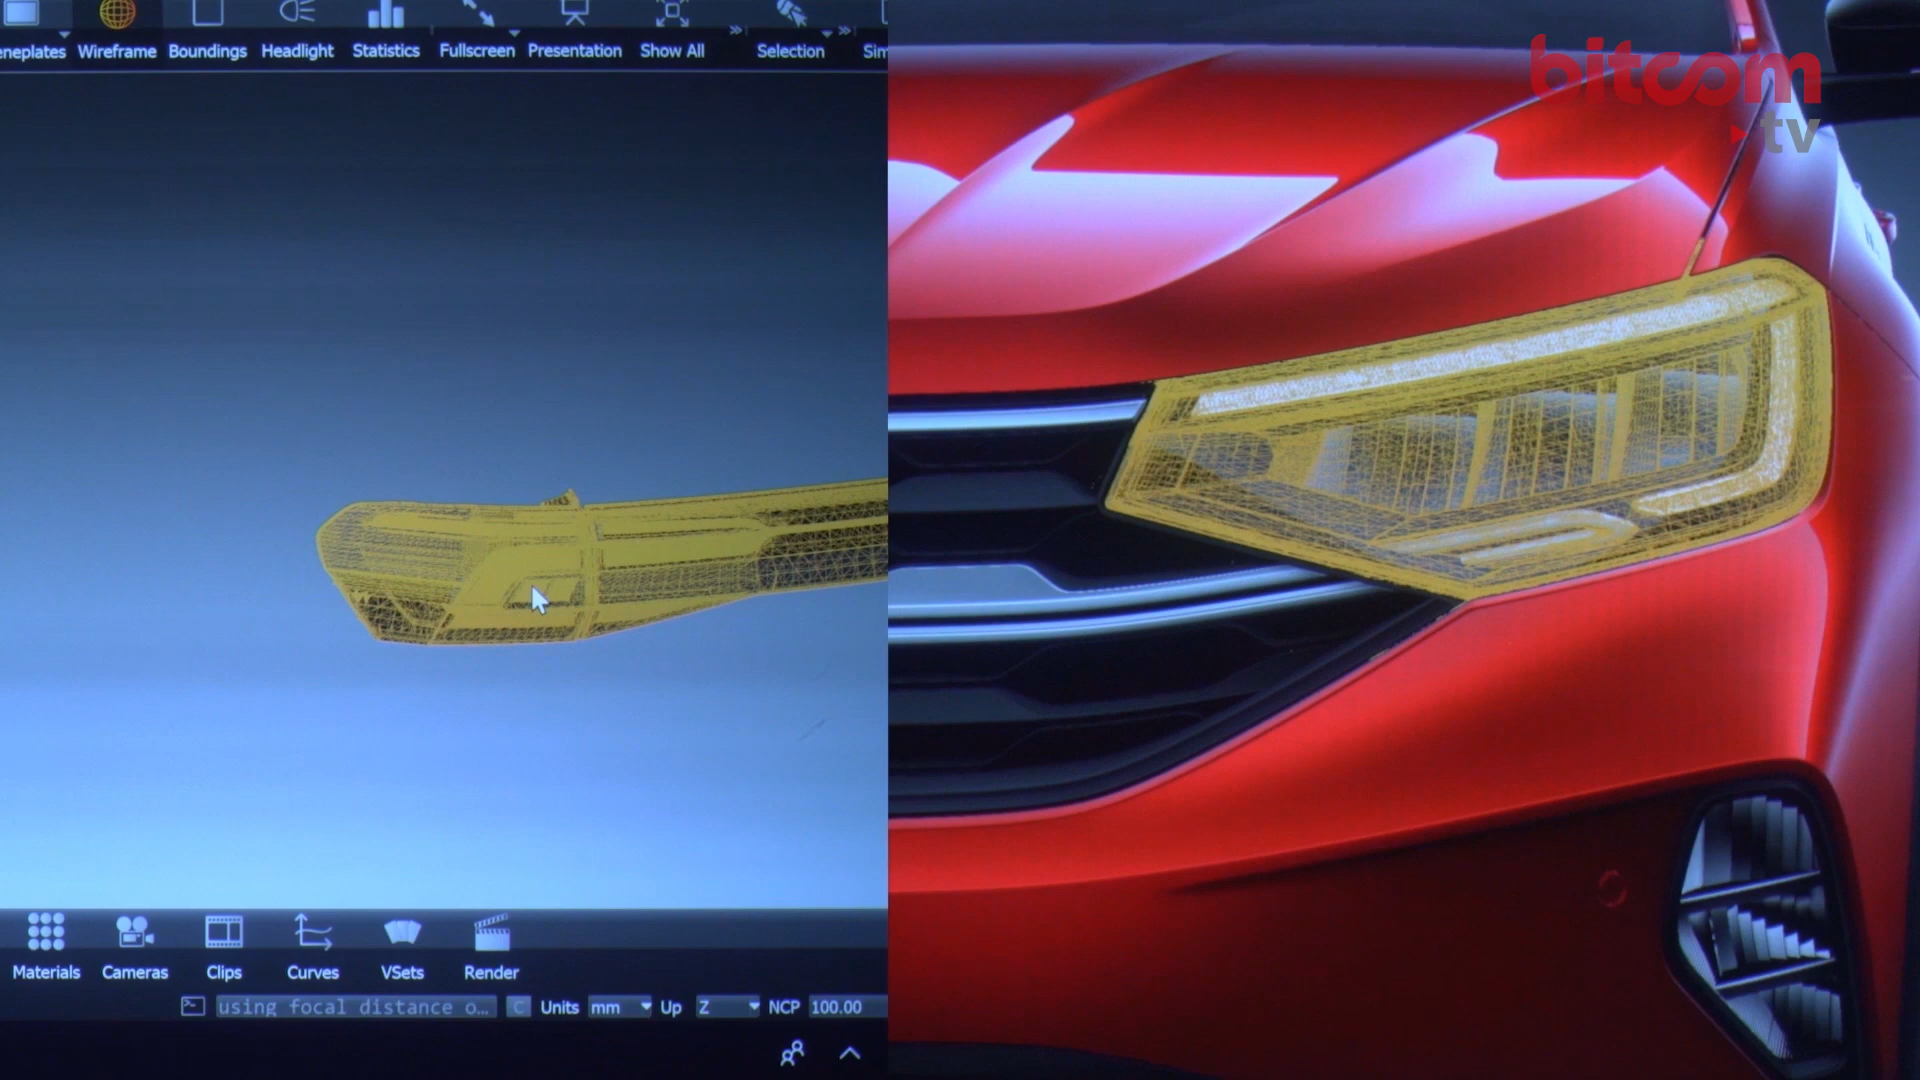 eneplates Wireframe Boundings Headlight Statistics Fullscreen Presentation Show All Selection Sim
bitcom
tv
Materials Cameras Clips Curves VSets Render
using focal distance o... C Units mm Up Z NCP 100.00